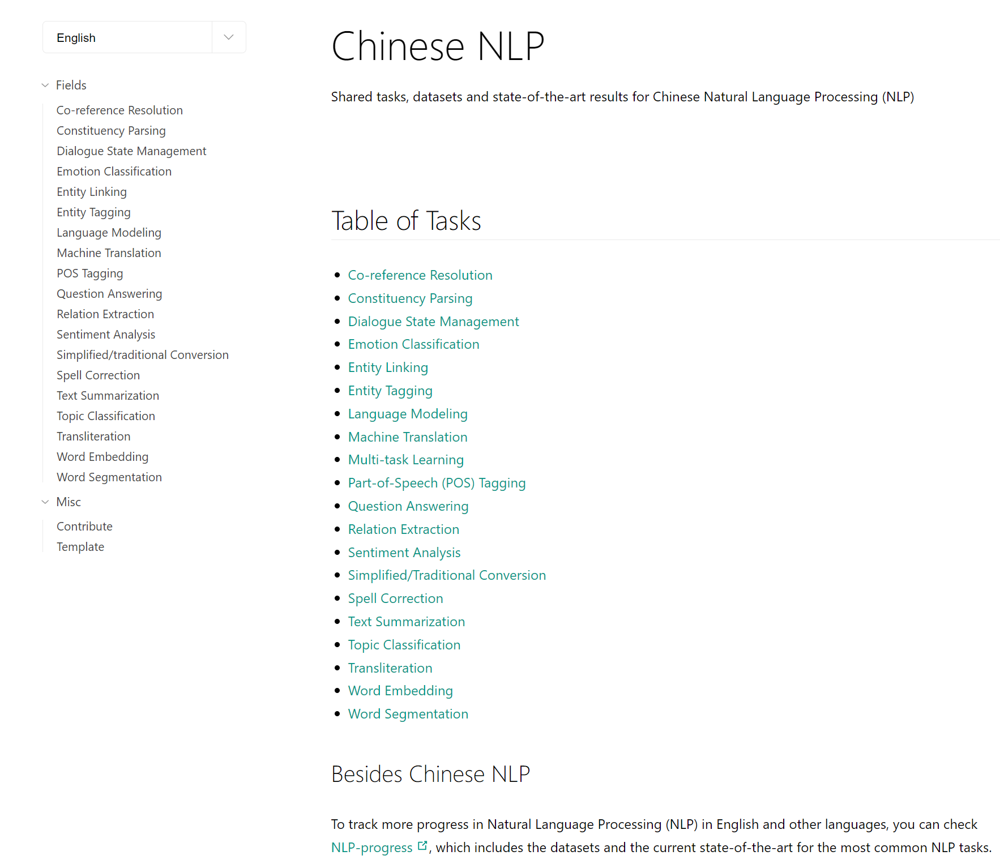 English
Fields
Co-reference Resolution
Constituency Parsing
Dialogue State Management
Emotion Classification
Entity Linking
Entity Tagging
Language Modeling
Machine Translation
POS Tagging
Question Answering
Relation Extraction
Sentiment Analysis
Simplified/traditional Conversion
Spell Correction
Text Summarization
Topic Classification
Transliteration
Word Embedding
Word Segmentation
Misc
Contribute
Template
Chinese NLP
Shared tasks, datasets and state-of-the-art results for Chinese Natural Language Processing (NLP)
Table of Tasks
Co-reference Resolution
Constituency Parsing
Dialogue State Management
Emotion Classification
Entity Linking
Entity Tagging
Language Modeling
Machine Translation
Multi-task Learning
Part-of-Speech (POS) Tagging
Question Answering
Relation Extraction
Sentiment Analysis
Simplified/Traditional Conversion
Spell Correction
Text Summarization
Topic Classification
Transliteration
Word Embedding
Word Segmentation
Besides Chinese NLP
To track more progress in Natural Language Processing (NLP) in English and other languages, you can check
NLP-progress , which includes the datasets and the current state-of-the-art for the most common NLP tasks.